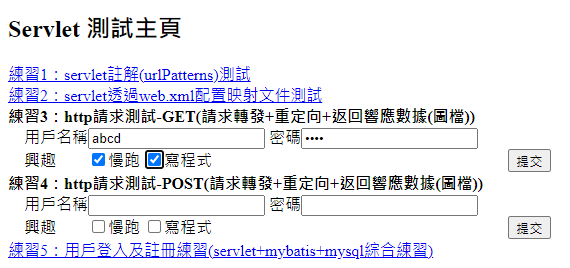 Servlet 測試主頁
練習1：servlet註解(urlPatterns)測試
練習2：servlet透過web.xml配置映射文件測試
練習3：http請求測試-GET(請求轉發+重定向+返回響應數據(圖檔))
用戶名稱 abcd 密碼 ••••
興趣 慢跑 寫程式 提交
練習4：http請求測試-POST(請求轉發+重定向+返回響應數據(圖檔))
用戶名稱 密碼
興趣 慢跑 寫程式 提交
練習5：用戶登入及註冊練習(servlet+mybatis+mysql綜合練習)